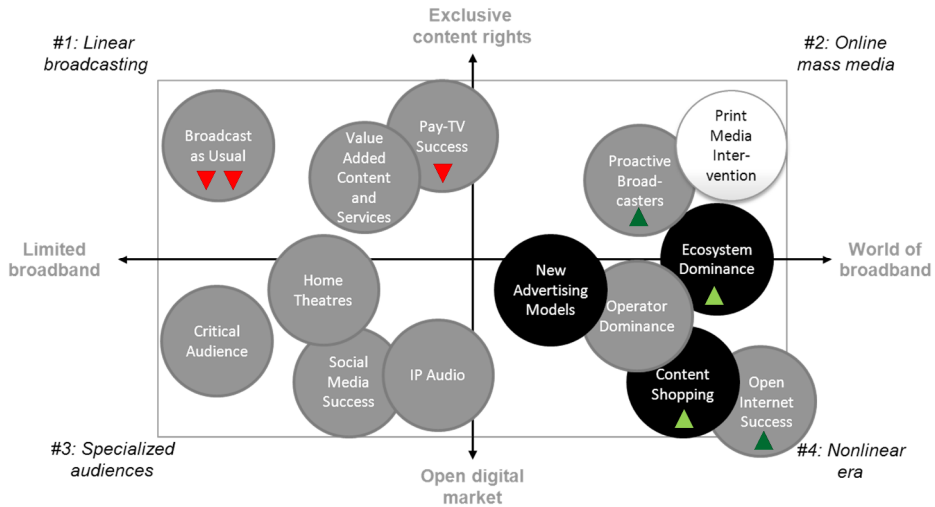 Exclusive
content rights
#1: Linear
broadcasting
#2: Online
mass media
Broadcast
as Usual
Value
Added
Content
and
Services
Pay-TV
Success
Proactive
Broad-
casters
Print
Media
Inter-
vention
Limited
broadband
World of
broadband
Home
Theatres
New
Advertising
Models
Operator
Dominance
Ecosystem
Dominance
Critical
Audience
Social
Media
Success
IP Audio
Content
Shopping
Open
Internet
Success
#3: Specialized
audiences
#4: Nonlinear
era
Open digital
market